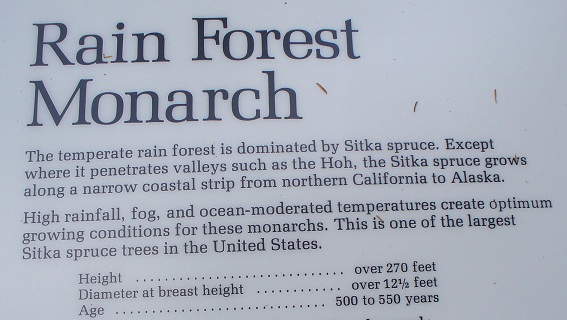 Rain Forest
Monarch
The temperate rain forest is dominated by Sitka spruce. Except
where it penetrates valleys such as the Hoh, the Sitka spruce grows
along a narrow coastal strip from northern California to Alaska.
High rainfall, fog, and ocean-moderated temperatures create optimum
growing conditions for these monarchs. This is one of the largest
Sitka spruce trees in the United States.
Height ............................ over 270 feet
Diameter at breast height ............ over 12½ feet
Age ............................ 500 to 550 years